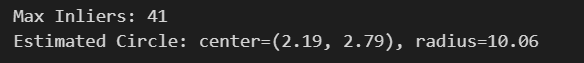 Max Inliers: 41
Estimated Circle: center=(2.19, 2.79), radius=10.06